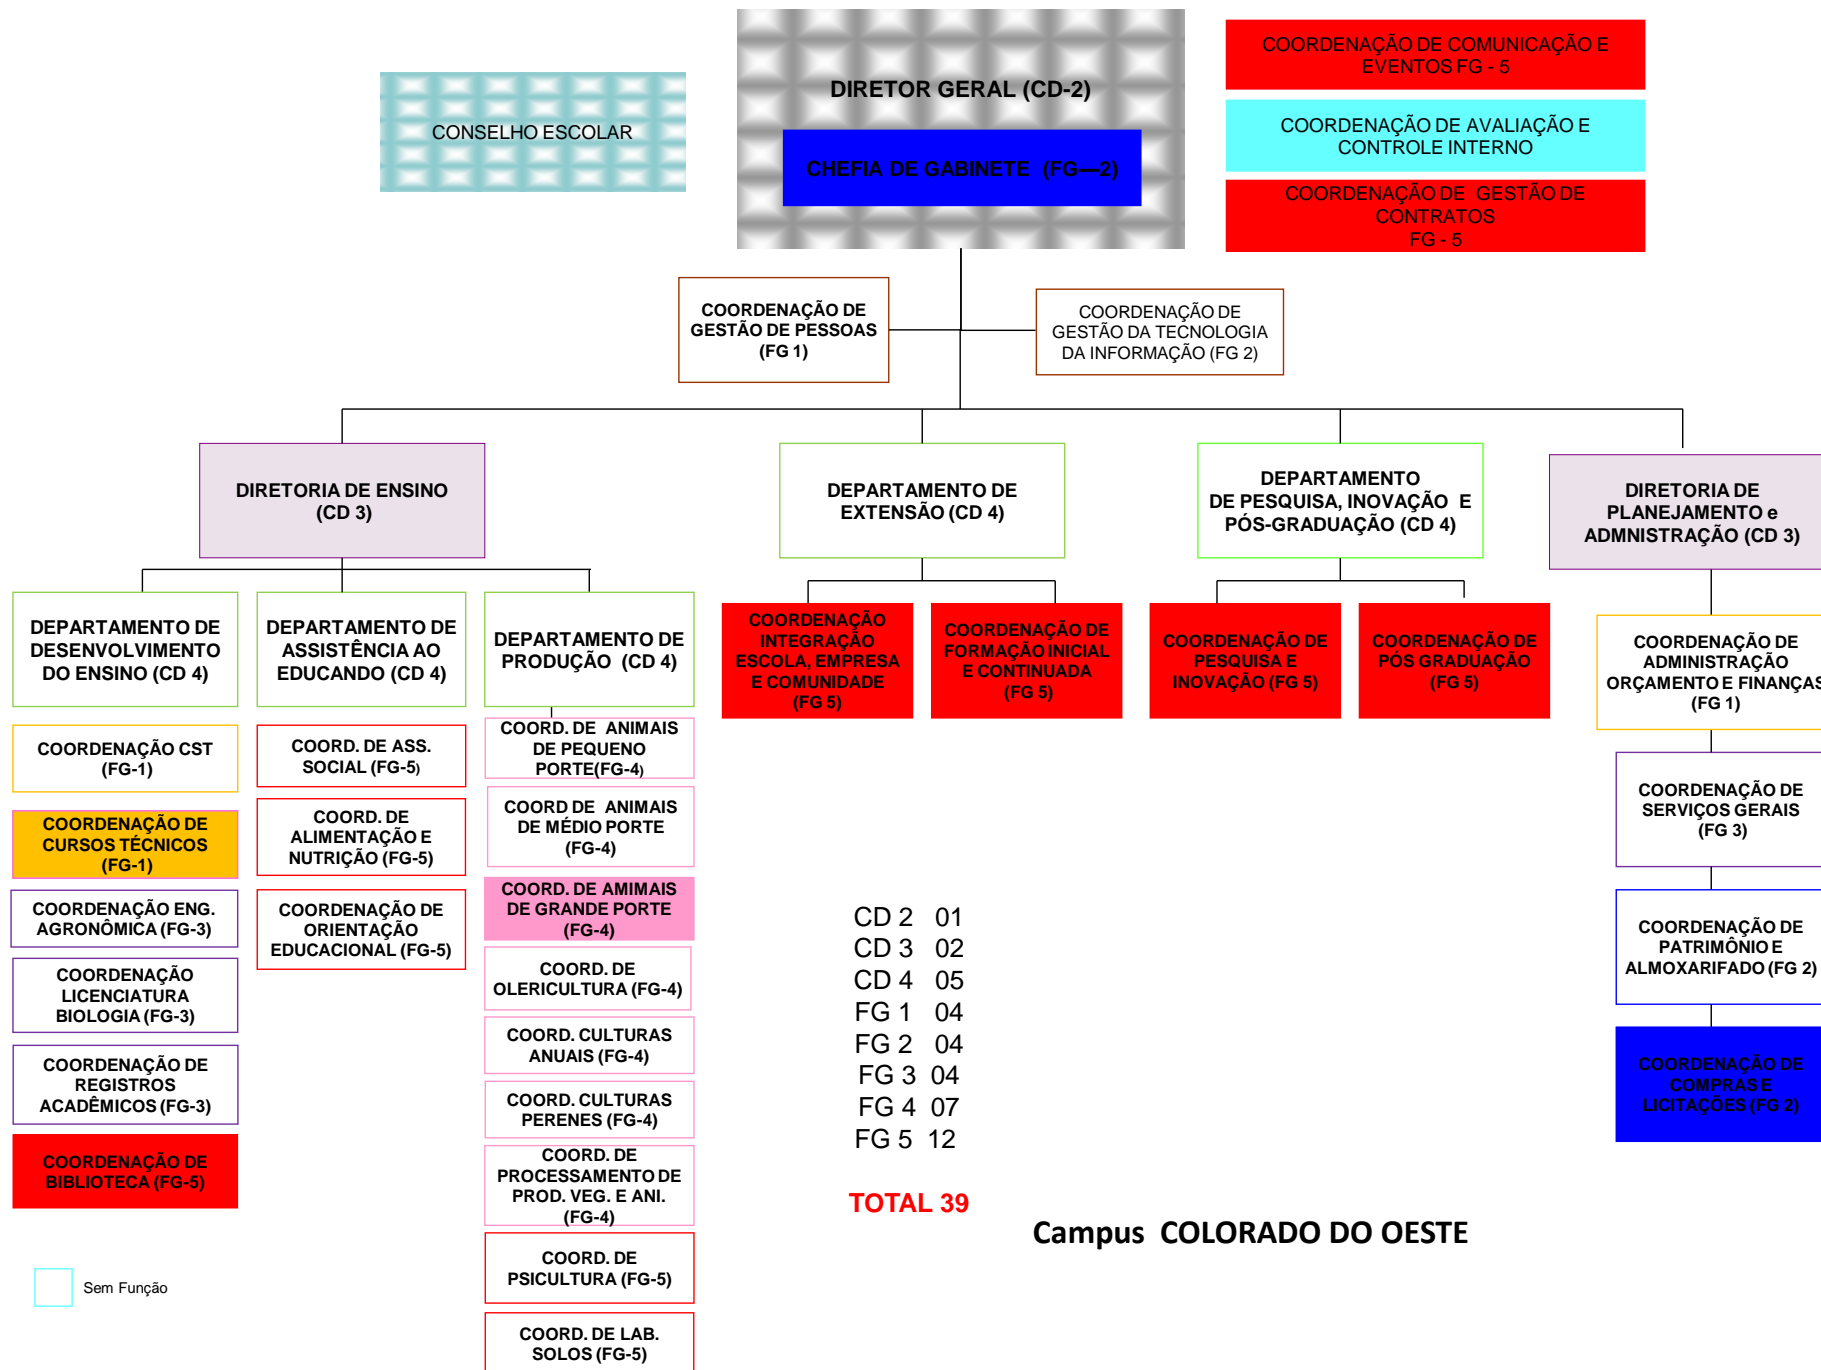 CONSELHO ESCOLAR
DIRETOR GERAL (CD-2)
CHEFIA DE GABINETE (FG—2)
COORDENAÇÃO DE COMUNICAÇÃO E
EVENTOS FG - 5
COORDENAÇÃO DE AVALIAÇÃO E
CONTROLE INTERNO
COORDENAÇÃO DE GESTÃO DE
CONTRATOS
FG - 5
COORDENAÇÃO DE
GESTÃO DE PESSOAS
(FG 1)
COORDENAÇÃO DE
GESTÃO DA TECNOLOGIA
DA INFORMAÇÃO (FG 2)
DIRETORIA DE ENSINO
(CD 3)
DEPARTAMENTO DE
EXTENSÃO (CD 4)
DEPARTAMENTO
DE PESQUISA, INOVAÇÃO E
PÓS-GRADUAÇÃO (CD 4)
DIRETORIA DE
PLANEJAMENTO e
ADMNISTRAÇÃO (CD 3)
DEPARTAMENTO DE
DESENVOLVIMENTO
DO ENSINO (CD 4)
DEPARTAMENTO DE
ASSISTÊNCIA AO
EDUCANDO (CD 4)
DEPARTAMENTO DE
PRODUÇÃO (CD 4)
COORDENAÇÃO
INTEGRAÇÃO
ESCOLA, EMPRESA
E COMUNIDADE
(FG 5)
COORDENAÇÃO DE
FORMAÇÃO INICIAL
E CONTINUADA
(FG 5)
COORDENAÇÃO DE
PESQUISA E
INOVAÇÃO (FG 5)
COORDENAÇÃO DE
PÓS GRADUAÇÃO
(FG 5)
COORDENAÇÃO DE
ADMINISTRAÇÃO
ORÇAMENTO E FINANÇAS
(FG 1)
COORDENAÇÃO CST
(FG-1)
COORDENAÇÃO DE
CURSOS TÉCNICOS
(FG-1)
COORDENAÇÃO ENG.
AGRONÔMICA (FG-3)
COORDENAÇÃO
LICENCIATURA
BIOLOGIA (FG-3)
COORDENAÇÃO DE
REGISTROS
ACADÊMICOS (FG-3)
COORDENAÇÃO DE
BIBLIOTECA (FG-5)
COORD. DE ASS.
SOCIAL (FG-5)
COORD. DE
ALIMENTAÇÃO E
NUTRIÇÃO (FG-5)
COORDENAÇÃO DE
ORIENTAÇÃO
EDUCACIONAL (FG-5)
COORD. DE ANIMAIS
DE PEQUENO
PORTE(FG-4)
COORD DE ANIMAIS
DE MÉDIO PORTE
(FG-4)
COORD. DE AMIMAIS
DE GRANDE PORTE
(FG-4)
COORD. DE
OLERICULTURA (FG-4)
COORD. CULTURAS
ANUAIS (FG-4)
COORD. CULTURAS
PERENES (FG-4)
COORD. DE
PROCESSAMENTO DE
PROD. VEG. E ANI.
(FG-4)
COORD. DE
PSICULTURA (FG-5)
COORD. DE LAB.
SOLOS (FG-5)
COORDENAÇÃO DE
SERVIÇOS GERAIS
(FG 3)
COORDENAÇÃO DE
PATRIMÔNIO E
ALMOXARIFADO (FG 2)
COORDENAÇÃO DE
COMPRAS E
LICITAÇÕES (FG 2)
CD 2 01
CD 3 02
CD 4 05
FG 1 04
FG 2 04
FG 3 04
FG 4 07
FG 5 12
TOTAL 39
Campus COLORADO DO OESTE
Sem Função